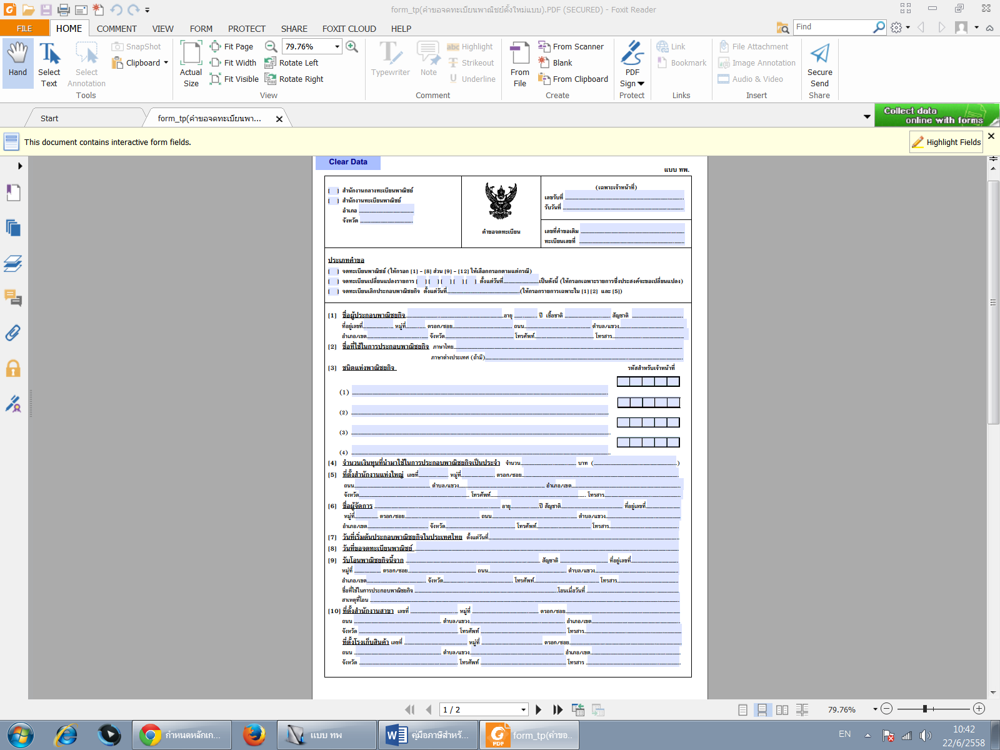 form_tp(คำขอจดทะเบียนพาณิชย์ตั้งใหม่แบบ).PDF (SECURED) - Foxit Reader
FILE HOME COMMENT VIEW FORM PROTECT SHARE FOXIT CLOUD HELP Find
Hand
Select Text
Select Annotation
SnapShot
Clipboard
Tools
Actual Size
Fit Page
Fit Width
Fit Visible
79.76%
Rotate Left
Rotate Right
View
Typewriter
Note
Highlight
Strikeout
Underline
Comment
From File
From Scanner
Blank
From Clipboard
Create
PDF Sign
Protect
Link
Bookmark
Links
File Attachment
Image Annotation
Audio & Video
Insert
Secure Send
Share
Start form_tp(คำขอจดทะเบียนพา...
Collect data
online with forms
This document contains interactive form fields. Highlight Fields
Clear Data
แบบ ทพ.
[ ] สำนักงานกลางทะเบียนพาณิชย์
[ ] สำนักงานทะเบียนพาณิชย์
อำเภอ
จังหวัด
คำขอจดทะเบียน
(เฉพาะเจ้าหน้าที่)
เลขรับที่
รับวันที่
เลขที่คำขอเดิม
ทะเบียนเลขที่
ประเภทคำขอ
[ ] จดทะเบียนพาณิชย์ (ให้กรอก [1] - [8] ส่วน [9] - [12] ให้เลือกกรอกตามแต่กรณี)
[ ] จดทะเบียนเปลี่ยนแปลงรายการ [ ] [ ] [ ] [ ] [ ] ตั้งแต่วันที่ เป็นดังนี้ (ให้กรอกเฉพาะรายการซึ่งประสงค์จะขอเปลี่ยนแปลง)
[ ] จดทะเบียนเลิกประกอบพาณิชยกิจ ตั้งแต่วันที่ (ให้กรอกรายการเฉพาะใน [1] [2] และ [5])
[1] ชื่อผู้ประกอบพาณิชยกิจ อายุ ปี เชื้อชาติ สัญชาติ
ที่อยู่เลขที่ หมู่ที่ ตรอก/ซอย ถนน ตำบล/แขวง
อำเภอ/เขต จังหวัด โทรศัพท์ โทรสาร
[2] ชื่อที่ใช้ในการประกอบพาณิชยกิจ ภาษาไทย
ภาษาต่างประเทศ (ถ้ามี)
[3] ชนิดแห่งพาณิชยกิจ รหัสสำหรับเจ้าหน้าที่
(1)
(2)
(3)
(4)
[4] จำนวนเงินทุนที่นำมาใช้ในการประกอบพาณิชยกิจเป็นประจำ จำนวน บาท ( )
[5] ที่ตั้งสำนักงานแห่งใหญ่ เลขที่ หมู่ที่ ตรอก/ซอย
ถนน ตำบล/แขวง อำเภอ/เขต
จังหวัด โทรศัพท์ โทรสาร
[6] ชื่อผู้จัดการ อายุ ปี สัญชาติ ที่อยู่เลขที่
หมู่ที่ ตรอก/ซอย ถนน ตำบล/แขวง
อำเภอ/เขต จังหวัด โทรศัพท์ โทรสาร
[7] วันที่เริ่มต้นประกอบพาณิชยกิจในประเทศไทย ตั้งแต่วันที่
[8] วันที่ขอจดทะเบียนพาณิชย์
[9] รับโอนพาณิชยกิจนี้จาก สัญชาติ ที่อยู่เลขที่
หมู่ที่ ตรอก/ซอย ถนน ตำบล/แขวง
อำเภอ/เขต จังหวัด โทรศัพท์ โทรสาร
ชื่อที่ใช้ในการประกอบพาณิชยกิจ โอนเมื่อวันที่
สาเหตุที่โอน
[10] ที่ตั้งสำนักงานสาขา เลขที่ หมู่ที่ ตรอก/ซอย
ถนน ตำบล/แขวง อำเภอ/เขต
จังหวัด โทรศัพท์ โทรสาร
ที่ตั้งโรงเก็บสินค้า เลขที่ หมู่ที่ ตรอก/ซอย
ถนน ตำบล/แขวง อำเภอ/เขต
จังหวัด โทรศัพท์ โทรสาร
1 / 2 79.76%
กำหนดหลักเก... แบบ ทพ คู่มือภาษีสำหรั... form_tp(คำขอ.. EN 10:42
22/6/2558